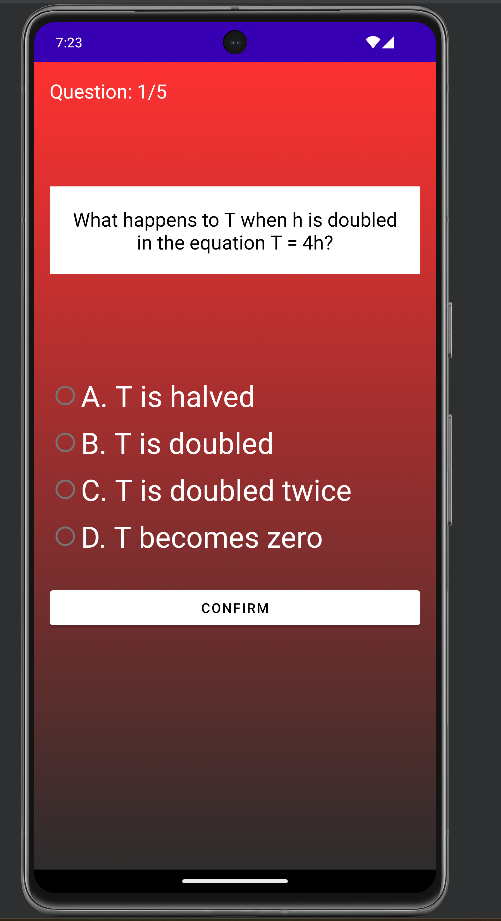 7:23
Question: 1/5
What happens to T when h is doubled
in the equation T = 4h?
A. T is halved
B. T is doubled
C. T is doubled twice
D. T becomes zero
CONFIRM